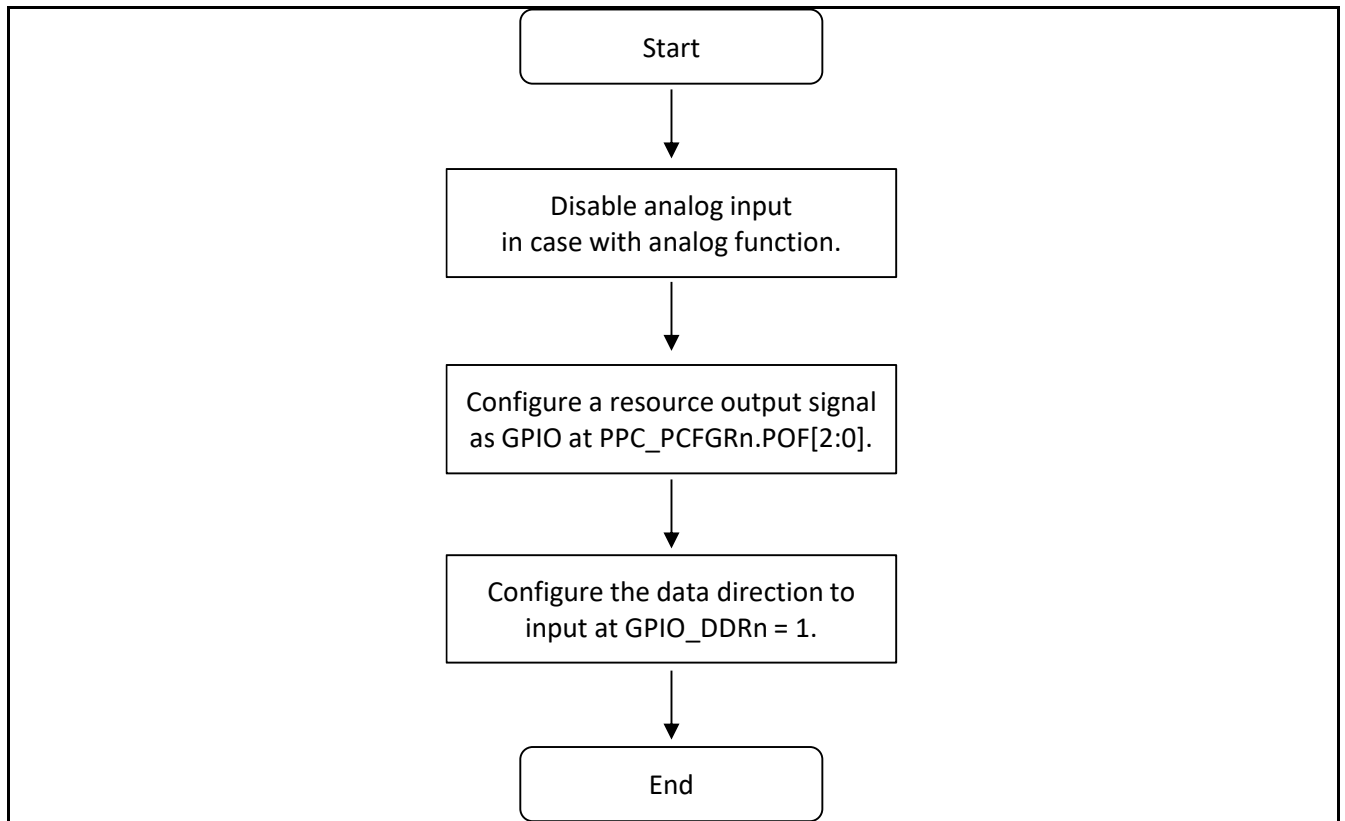 Start
Disable analog input
in case with analog function.
Configure a resource output signal
as GPIO at PPC_PCFGRn.POF[2:0].
Configure the data direction to
input at GPIO_DDRn = 1.
End